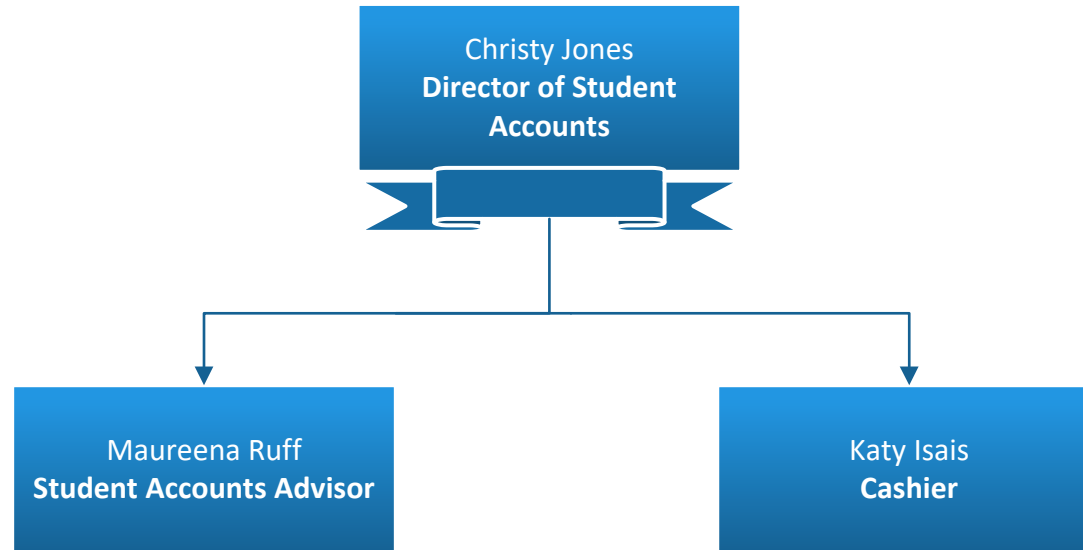 Christy Jones
Director of Student
Accounts
Maureena Ruff
Student Accounts Advisor
Katy Isais
Cashier